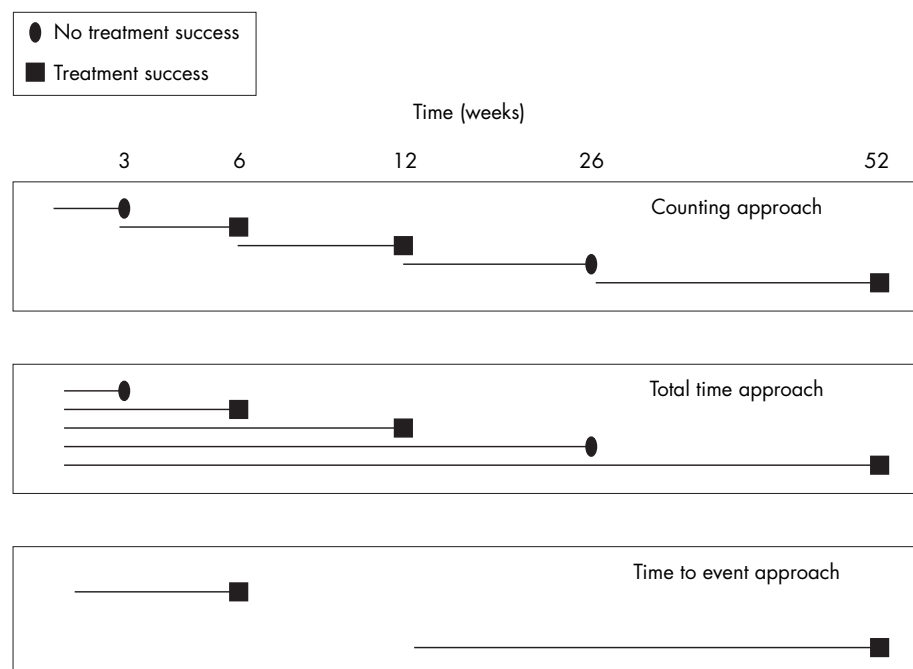 No treatment success
Treatment success
Time (weeks)
3 6 12 26 52
Counting approach
Total time approach
Time to event approach